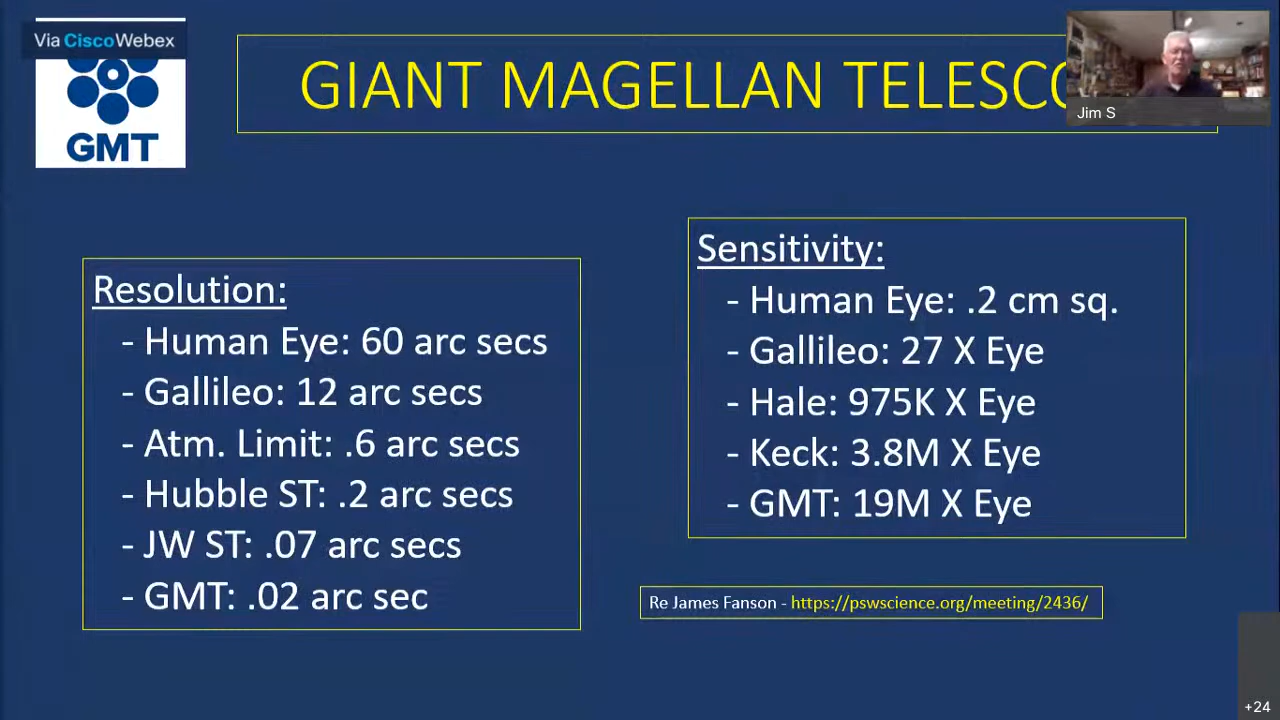 Via Cisco Webex
GMT
GIANT MAGELLAN TELESCO
Jim S
Resolution:
- Human Eye: 60 arc secs
- Gallileo: 12 arc secs
- Atm. Limit: .6 arc secs
- Hubble ST: .2 arc secs
- JW ST: .07 arc secs
- GMT: .02 arc sec
Sensitivity:
- Human Eye: .2 cm sq.
- Gallileo: 27 X Eye
- Hale: 975K X Eye
- Keck: 3.8M X Eye
- GMT: 19M X Eye
Re James Fanson - https://pswscience.org/meeting/2436/
+24